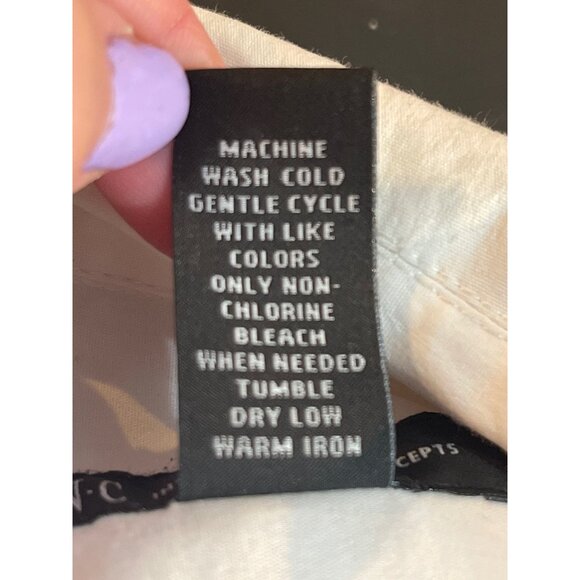 MACHINE
WASH COLD
GENTLE CYCLE
WITH LIKE
COLORS
ONLY NON-
CHLORINE
BLEACH
WHEN NEEDED
TUMBLE
DRY LOW
WARM IRON
CEPTS
C